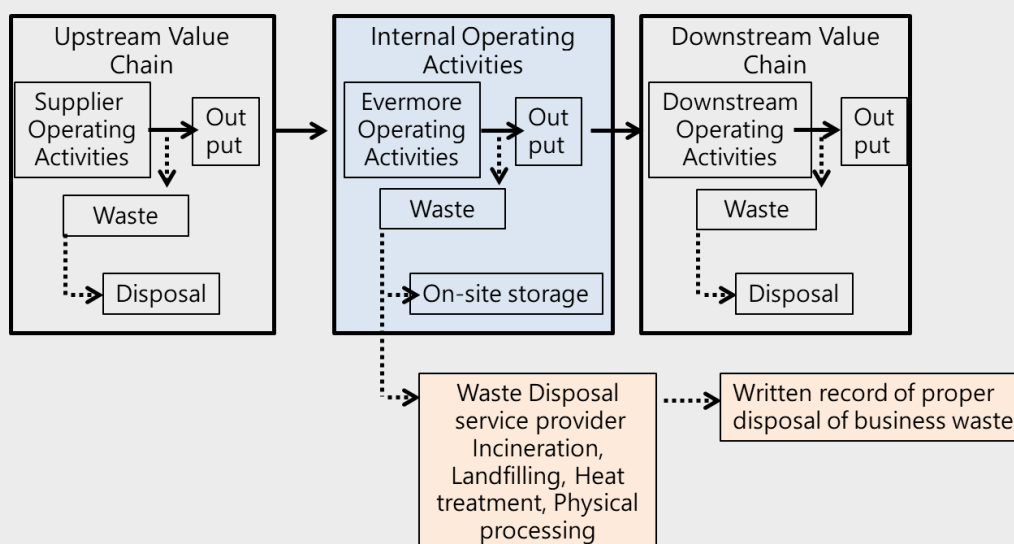 Upstream Value
Chain
Supplier
Operating
Activities
Out
put
Waste
Disposal
Internal Operating
Activities
Evermore
Operating
Activities
Out
put
Waste
On-site storage
Downstream Value
Chain
Downstream
Operating
Activities
Out
put
Waste
Disposal
Waste Disposal
service provider
Incineration,
Landfilling, Heat
treatment, Physical
processing
Written record of proper
disposal of business waste